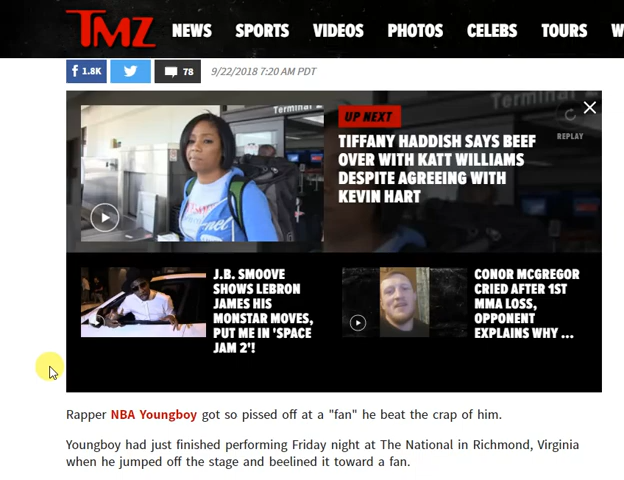 TMZ NEWS SPORTS VIDEOS PHOTOS CELEBS TOURS W
f 1.8K 78 9/22/2018 7:20 AM PDT
Terminal
Terminal
UP NEXT
REPLAY
TIFFANY HADDISH SAYS BEEF
OVER WITH KATT WILLIAMS
DESPITE AGREEING WITH
KEVIN HART
J.B. SMOOVE
SHOWS LEBRON
JAMES HIS
MONSTAR MOVES,
PUT ME IN 'SPACE
JAM 2'!
CONOR MCGREGOR
CRIED AFTER 1ST
MMA LOSS,
OPPONENT
EXPLAINS WHY ...
Rapper NBA Youngboy got so pissed off at a "fan" he beat the crap of him.
Youngboy had just finished performing Friday night at The National in Richmond, Virginia
when he jumped off the stage and beelined it toward a fan.